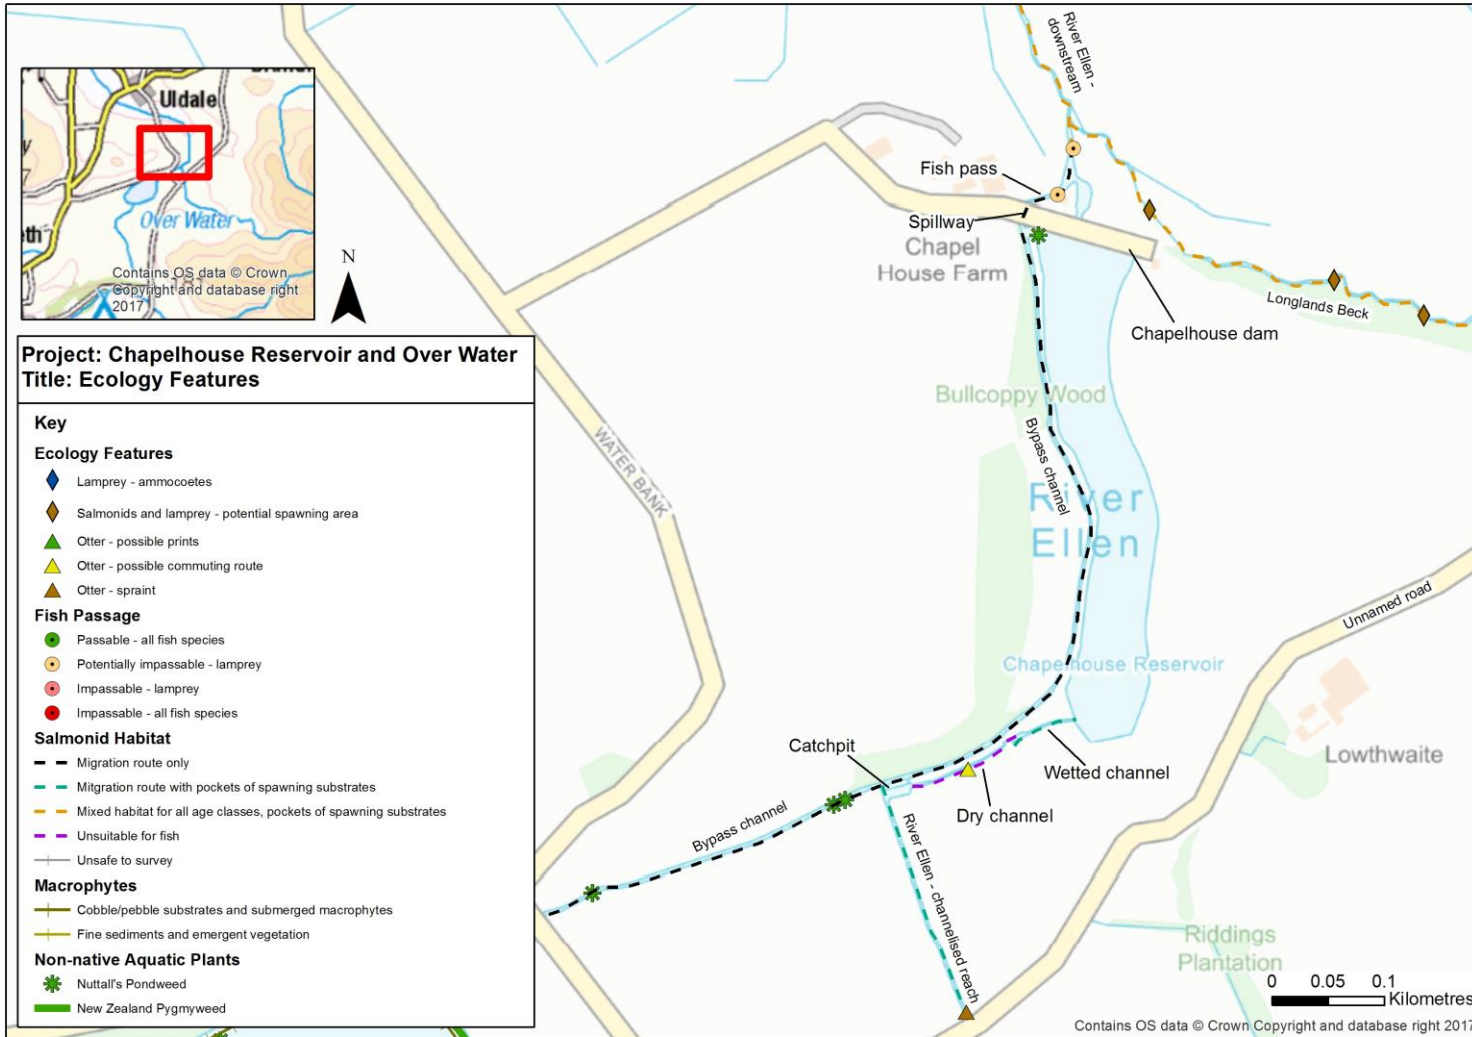 Uldale
Over Water
Contains OS data © Crown
Copyright and database right
2017
N
Project: Chapelhouse Reservoir and Over Water
Title: Ecology Features
Key
Ecology Features
Lamprey - ammocoetes
Salmonids and lamprey - potential spawning area
Otter - possible prints
Otter - possible commuting route
Otter - spraint
Fish Passage
Passable - all fish species
Potentially impassable - lamprey
Impassable - lamprey
Impassable - all fish species
Salmonid Habitat
Migration route only
Mitgration route with pockets of spawning substrates
Mixed habitat for all age classes, pockets of spawning substrates
Unsuitable for fish
Unsafe to survey
Macrophytes
Cobble/pebble substrates and submerged macrophytes
Fine sediments and emergent vegetation
Non-native Aquatic Plants
Nuttall's Pondweed
New Zealand Pygmyweed
River Ellen -
downstream
Fish pass
Spillway
Chapel
House Farm
Longlands Beck
Chapelhouse dam
Bullcoppy Wood
Bypass channel
WATER BANK
River
Ellen
Unnamed road
Chapelhouse Reservoir
Catchpit
Wetted channel
Lowthwaite
Dry channel
Bypass channel
River Ellen - channelised reach
Riddings
Plantation
0 0.05 0.1
Kilometres
Contains OS data © Crown Copyright and database right 2017